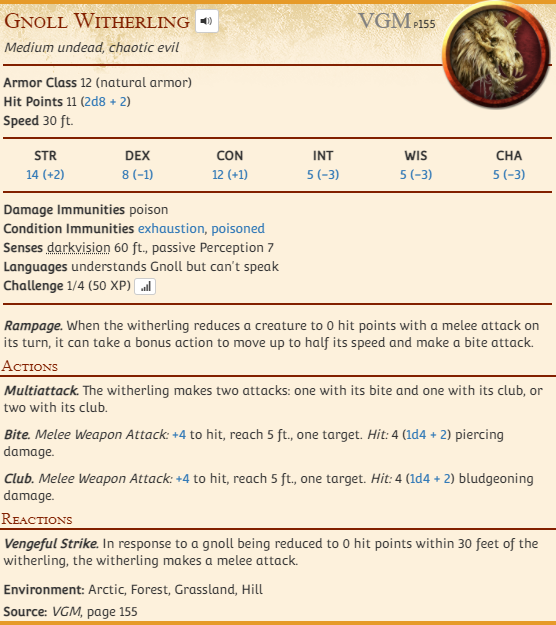 Gnoll Witherling VGM P155
Medium undead, chaotic evil
Armor Class 12 (natural armor)
Hit Points 11 (2d8 + 2)
Speed 30 ft.
STR DEX CON INT WIS CHA
14 (+2) 8 (−1) 12 (+1) 5 (−3) 5 (−3) 5 (−3)
Damage Immunities poison
Condition Immunities exhaustion, poisoned
Senses darkvision 60 ft., passive Perception 7
Languages understands Gnoll but can't speak
Challenge 1/4 (50 XP)
Rampage. When the witherling reduces a creature to 0 hit points with a melee attack on
its turn, it can take a bonus action to move up to half its speed and make a bite attack.
Actions
Multiattack. The witherling makes two attacks: one with its bite and one with its club, or
two with its club.
Bite. Melee Weapon Attack: +4 to hit, reach 5 ft., one target. Hit: 4 (1d4 + 2) piercing
damage.
Club. Melee Weapon Attack: +4 to hit, reach 5 ft., one target. Hit: 4 (1d4 + 2) bludgeoning
damage.
Reactions
Vengeful Strike. In response to a gnoll being reduced to 0 hit points within 30 feet of the
witherling, the witherling makes a melee attack.
Environment: Arctic, Forest, Grassland, Hill
Source: VGM, page 155